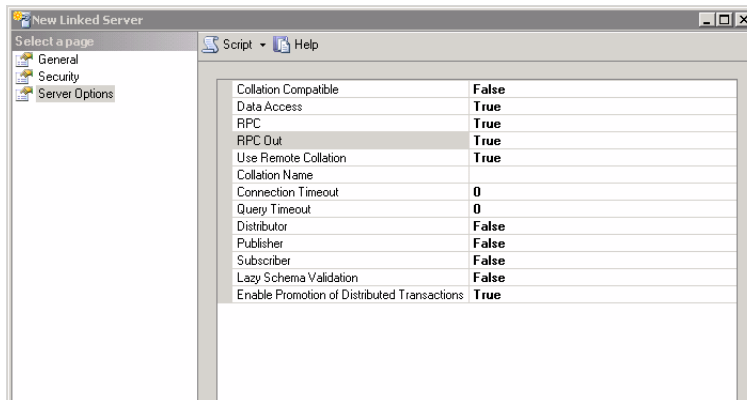 New Linked Server
Select a page
General
Security
Server Options
Script Help
Collation Compatible False
Data Access True
RPC True
RPC Out True
Use Remote Collation True
Collation Name
Connection Timeout 0
Query Timeout 0
Distributor False
Publisher False
Subscriber False
Lazy Schema Validation False
Enable Promotion of Distributed Transactions True